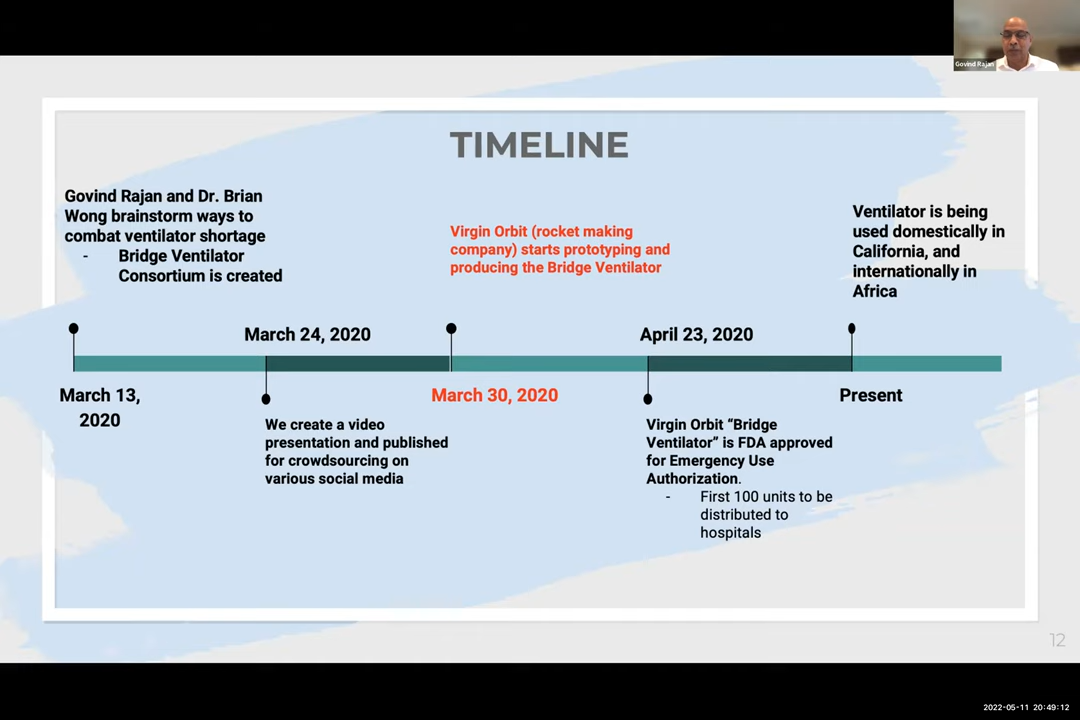 Govind Rajan
TIMELINE
Govind Rajan and Dr. Brian
Wong brainstorm ways to
combat ventilator shortage
- Bridge Ventilator
Consortium is created
Virgin Orbit (rocket making
company) starts prototyping and
producing the Bridge Ventilator
Ventilator is being
used domestically in
California, and
internationally in
Africa
March 24, 2020
April 23, 2020
March 13,
2020
March 30, 2020
Present
We create a video
presentation and published
for crowdsourcing on
various social media
Virgin Orbit “Bridge
Ventilator” is FDA approved
for Emergency Use
Authorization.
- First 100 units to be
distributed to
hospitals
12
2022-05-11 20:49:12